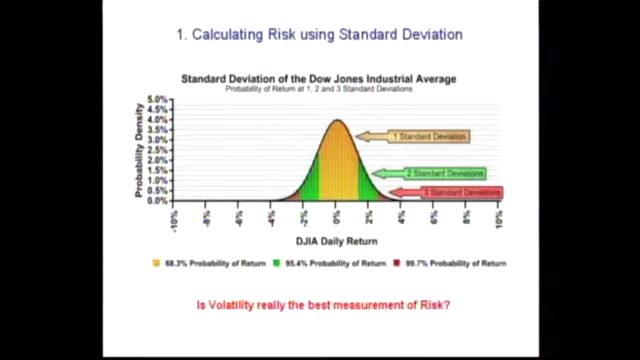 1. Calculating Risk using Standard Deviation
Standard Deviation of the Dow Jones Industrial Average
Probability of Return at 1, 2 and 3 Standard Deviations
Probability Density
5.0%
4.5%
4.0%
3.5%
3.0%
2.5%
2.0%
1.5%
1.0%
0.5%
0.0%
1 Standard Deviation
2 Standard Deviations
3 Standard Deviations
-10% -8% -6% -4% -2% 0% 2% 4% 6% 8% 10%
DJIA Daily Return
68.3% Probability of Return 95.4% Probability of Return 99.7% Probability of Return
Is Volatility really the best measurement of Risk?